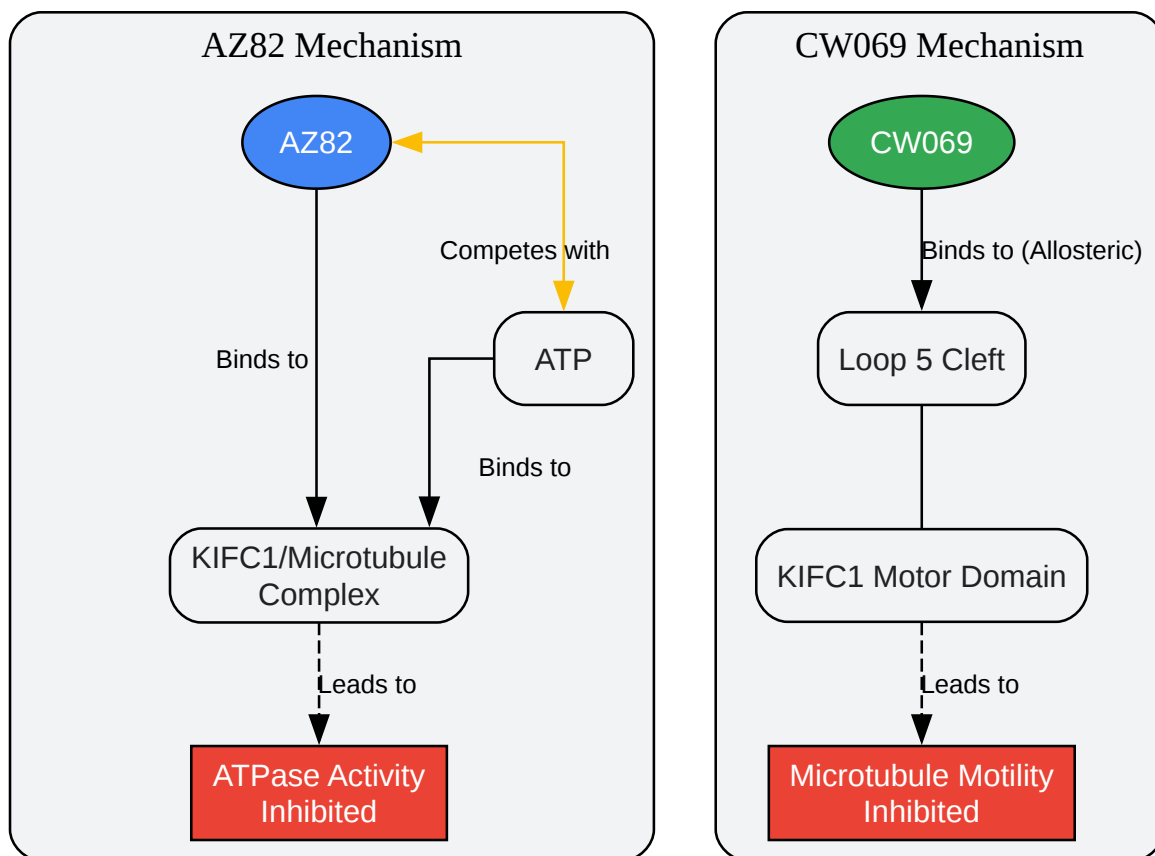 AZ82 Mechanism
AZ82
Competes with
Binds to
ATP
Binds to
KIFC1/Microtubule
Complex
Leads to
ATPase Activity
Inhibited
CW069 Mechanism
CW069
Binds to (Allosteric)
Loop 5 Cleft
KIFC1 Motor Domain
Leads to
Microtubule Motility
Inhibited